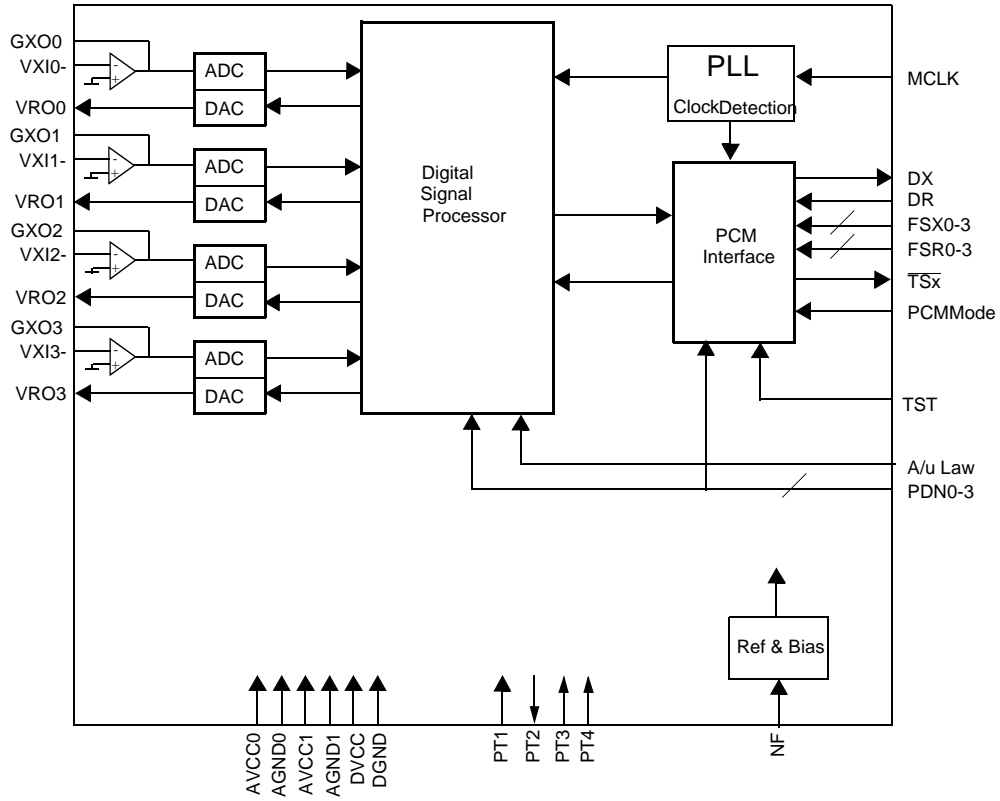 GXO0
VXI0-
VRO0
GXO1
VXI1-
VRO1
GXO2
VXI2-
VRO2
GXO3
VXI3-
VRO3
-
+
-
+
-
+
-
+
ADC
DAC
ADC
DAC
ADC
DAC
ADC
DAC
Digital
Signal
Processor
PLL
ClockDetection
PCM
Interface
MCLK
DX
DR
FSX0-3
FSR0-3
TSx
PCMMode
TST
A/u Law
PDN0-3
Ref & Bias
AVCC0
AGND0
AVCC1
AGND1
DVCC
DGND
PT1
PT2
PT3
PT4
NF